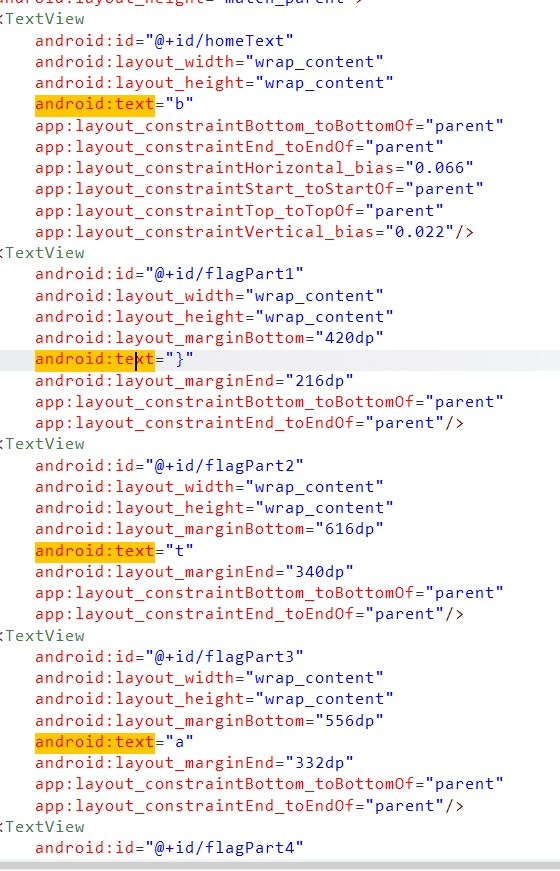 android:layout_height="match_parent">
<TextView
android:id="@+id/homeText"
android:layout_width="wrap_content"
android:layout_height="wrap_content"
android:text="b"
app:layout_constraintBottom_toBottomOf="parent"
app:layout_constraintEnd_toEndOf="parent"
app:layout_constraintHorizontal_bias="0.066"
app:layout_constraintStart_toStartOf="parent"
app:layout_constraintTop_toTopOf="parent"
app:layout_constraintVertical_bias="0.022"/>
<TextView
android:id="@+id/flagPart1"
android:layout_width="wrap_content"
android:layout_height="wrap_content"
android:layout_marginBottom="420dp"
android:text="}"
android:layout_marginEnd="216dp"
app:layout_constraintBottom_toBottomOf="parent"
app:layout_constraintEnd_toEndOf="parent"/>
<TextView
android:id="@+id/flagPart2"
android:layout_width="wrap_content"
android:layout_height="wrap_content"
android:layout_marginBottom="616dp"
android:text="t"
android:layout_marginEnd="340dp"
app:layout_constraintBottom_toBottomOf="parent"
app:layout_constraintEnd_toEndOf="parent"/>
<TextView
android:id="@+id/flagPart3"
android:layout_width="wrap_content"
android:layout_height="wrap_content"
android:layout_marginBottom="556dp"
android:text="a"
android:layout_marginEnd="332dp"
app:layout_constraintBottom_toBottomOf="parent"
app:layout_constraintEnd_toEndOf="parent"/>
<TextView
android:id="@+id/flagPart4"